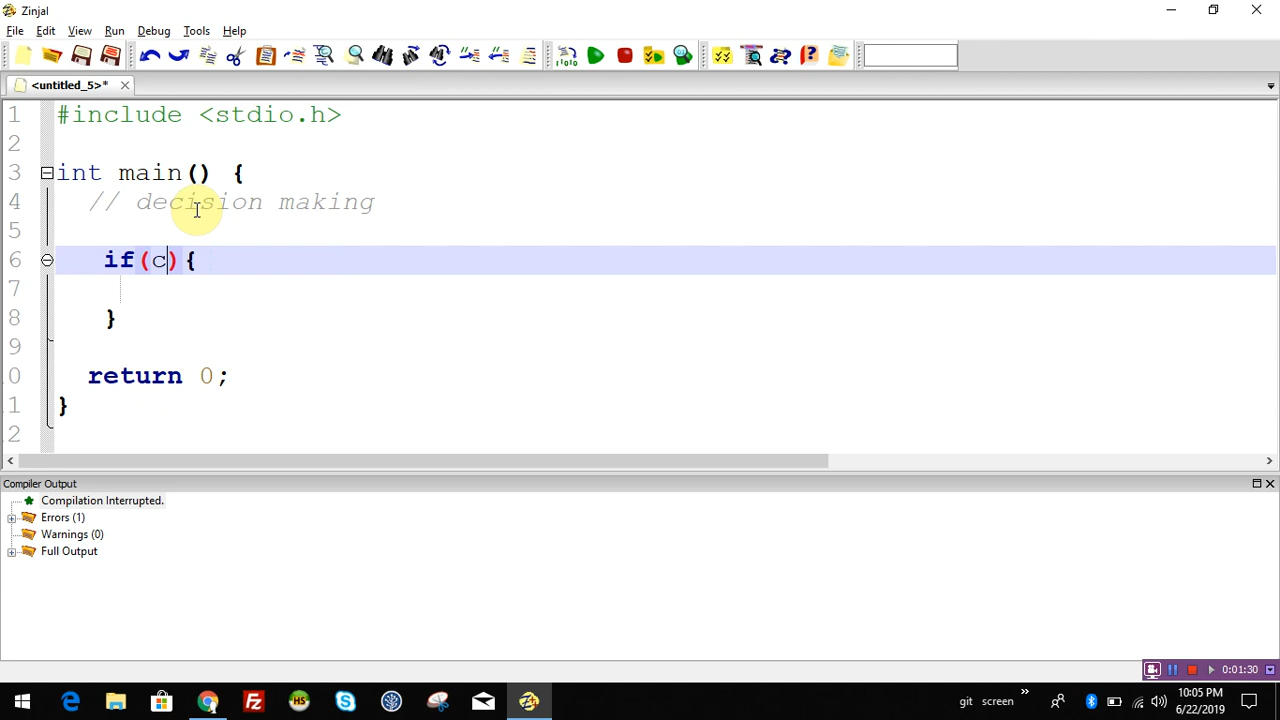 Zinjal
File Edit View Run Debug Tools Help
<untitled_5>*
1 #include <stdio.h>
2
3 int main() {
4 // decision making
5
6 if(c){
7
8 }
9
0 return 0;
1 }
2
Compiler Output
Compilation Interrupted.
Errors (1)
Warnings (0)
Full Output
0:01:30
git screen
10:05 PM
6/22/2019